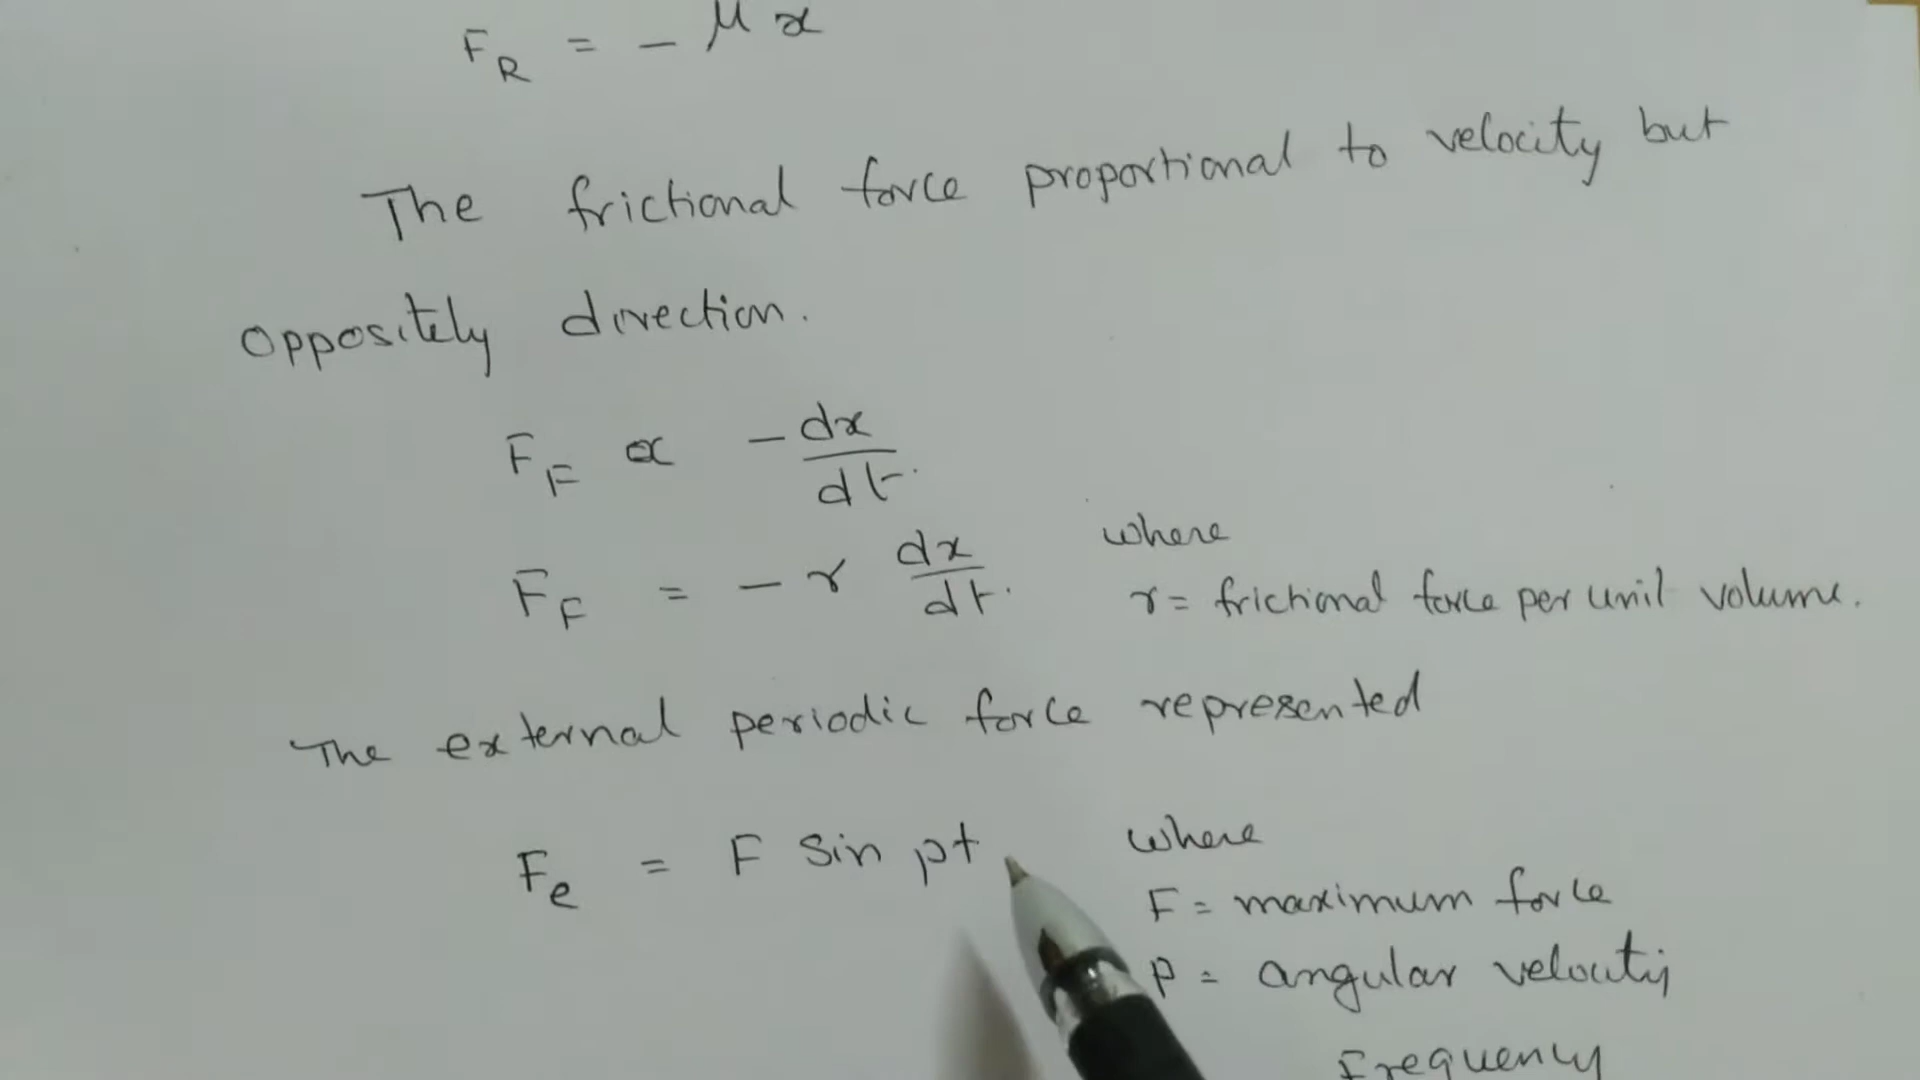 F_R = - μx
The frictional force proportional to velocity but
oppositely direction.
F_F ∝ - dx/dt.
F_F = - r dx/dt. where
r = frictional force per unit volume.
The external periodic force represented
F_e = F Sin pt where
F = maximum force
P = angular velocity
Frequency